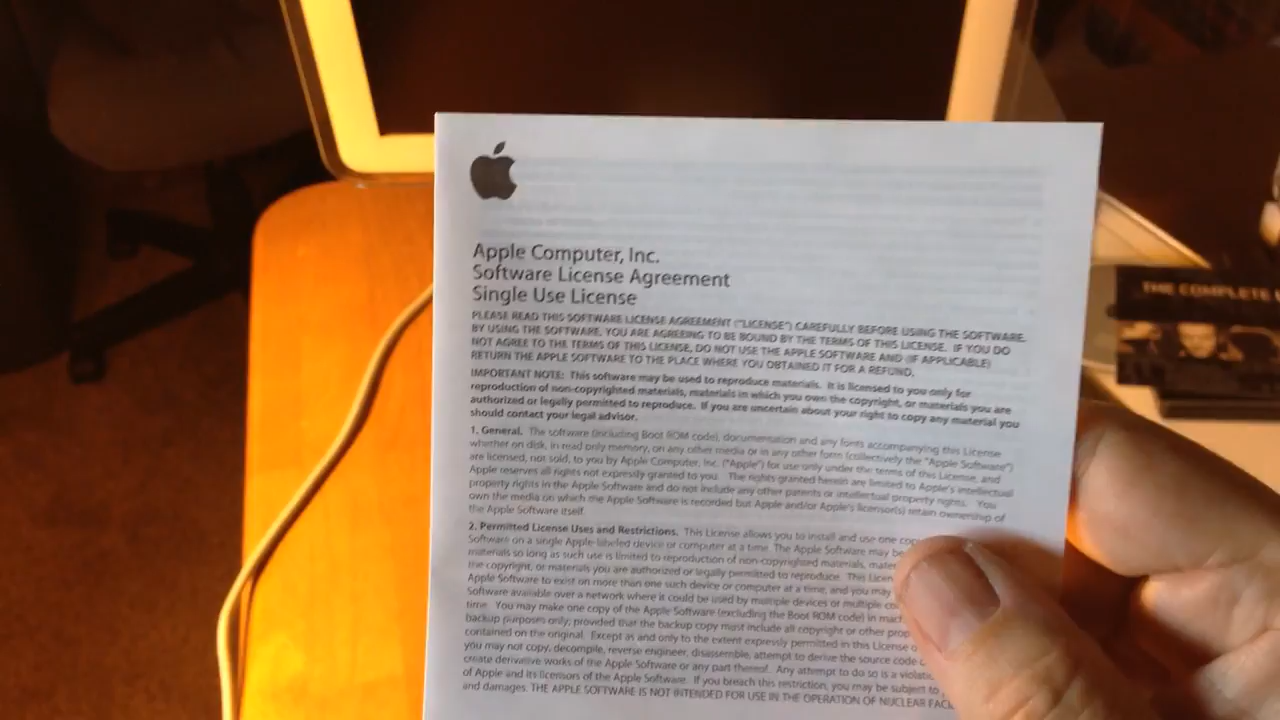 Apple Computer, Inc.
Software License Agreement
Single Use License
PLEASE READ THIS SOFTWARE LICENSE AGREEMENT ("LICENSE") CAREFULLY BEFORE USING THE SOFTWARE.
BY USING THE SOFTWARE, YOU ARE AGREEING TO BE BOUND BY THE TERMS OF THIS LICENSE. IF YOU DO
NOT AGREE TO THE TERMS OF THIS LICENSE, DO NOT USE THE APPLE SOFTWARE AND (IF APPLICABLE)
RETURN THE APPLE SOFTWARE TO THE PLACE WHERE YOU OBTAINED IT FOR A REFUND.
IMPORTANT NOTE: This software may be used to reproduce materials. It is licensed to you only for
reproduction of non-copyrighted materials, materials in which you own the copyright, or materials you are
authorized or legally permitted to reproduce. If you are uncertain about your right to copy any material you
should contact your legal advisor.
1. General. The software (including Boot ROM code), documentation and any fonts accompanying this License
whether on disk, in read only memory, on any other media or in any other form (collectively the "Apple Software")
are licensed, not sold, to you by Apple Computer, Inc. ("Apple") for use only under the terms of this License, and
Apple reserves all rights not expressly granted to you. The rights granted herein are limited to Apple's intellectual
property rights in the Apple Software and do not include any other patents or intellectual property rights. You
own the media on which the Apple Software is recorded but Apple and/or Apple's licensor(s) retain ownership of
the Apple Software itself.
2. Permitted License Uses and Restrictions. This License allows you to install and use one cop
Software on a single Apple-labeled device or computer at a time. The Apple Software may be
materials so long as such use is limited to reproduction of non-copyrighted materials, mater
the copyright, or materials you are authorized or legally permitted to reproduce. This Licen
Apple Software to exist on more than one such device or computer at a time, and you may
Software available over a network where it could be used by multiple devices or multiple co
time. You may make one copy of the Apple Software (excluding the Boot ROM code) in mach
backup purposes only; provided that the backup copy must include all copyright or other prop
contained on the original. Except as and only to the extent expressly permitted in this License o
you may not copy, decompile, reverse engineer, disassemble, attempt to derive the source code o
create derivative works of the Apple Software or any part thereof. Any attempt to do so is a violatio
of Apple and its licensors of the Apple Software. If you breach this restriction, you may be subject to
and damages. THE APPLE SOFTWARE IS NOT INTENDED FOR USE IN THE OPERATION OF NUCLEAR FACIL
THE COMPLETE